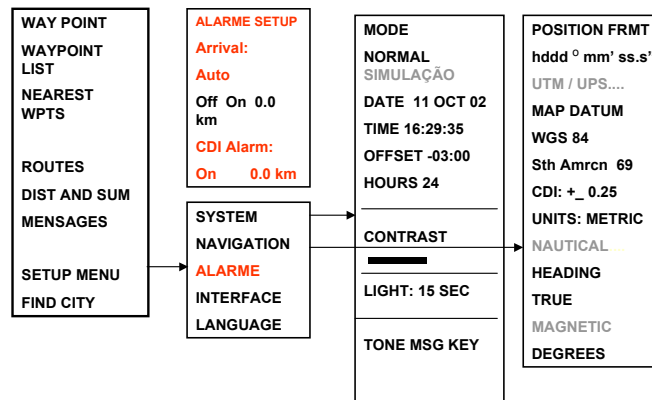 WAY POINT
WAYPOINT
LIST
NEAREST
WPTS
ROUTES
DIST AND SUM
MENSAGES
SETUP MENU
FIND CITY
ALARME SETUP
Arrival:
Auto
Off On 0.0
km
CDI Alarm:
On 0.0 km
SYSTEM
NAVIGATION
ALARME
INTERFACE
LANGUAGE
MODE
NORMAL
SIMULAÇÃO
DATE 11 OCT 02
TIME 16:29:35
OFFSET -03:00
HOURS 24
CONTRAST
LIGHT: 15 SEC
TONE MSG KEY
POSITION FRMT
hddd º mm' ss.s'
UTM / UPS....
MAP DATUM
WGS 84
Sth Amrcn 69
CDI: +_ 0.25
UNITS: METRIC
NAUTICAL
HEADING
TRUE
MAGNETIC
DEGREES